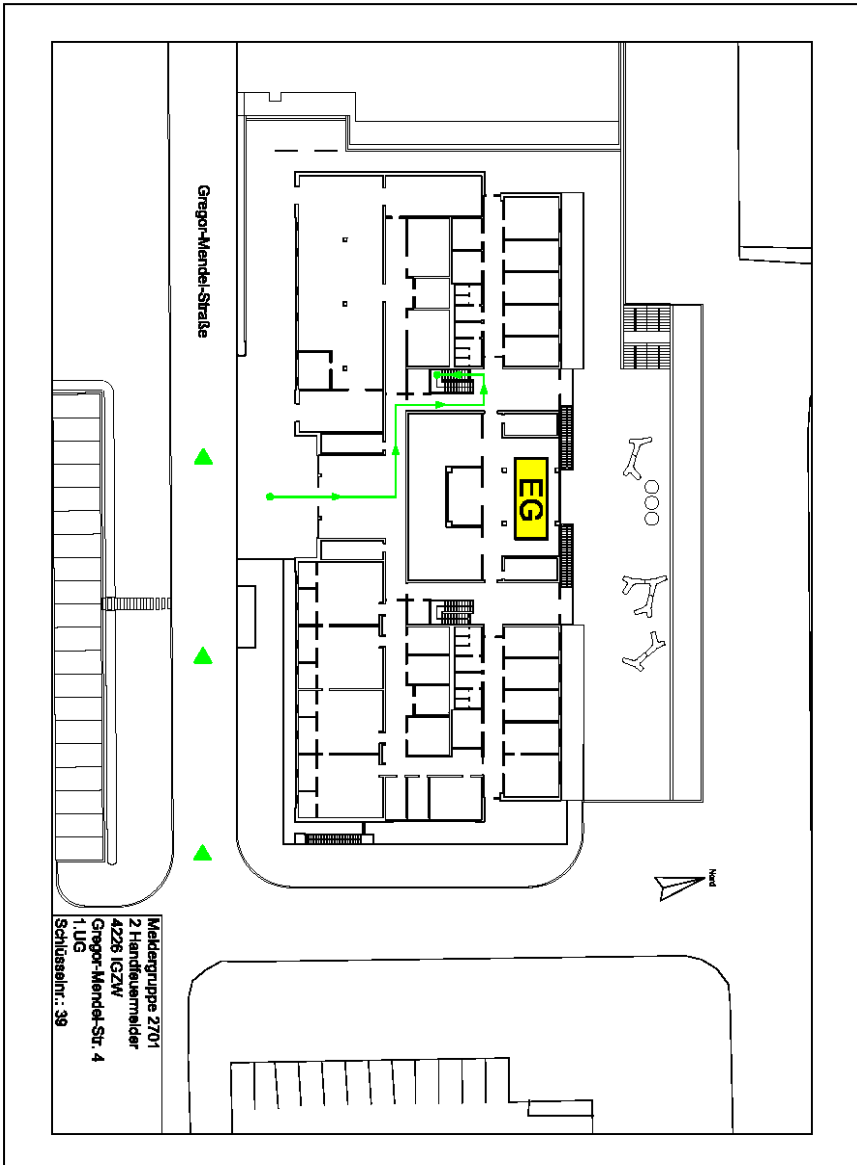 Gregor-Mendel-Straße
EG
Nord
Meldergruppe 2701
2 Handfeuermelder
4226 IGZW
Gregor-Mendel-Str. 4
1.UG
Schlüsselnr.: 39